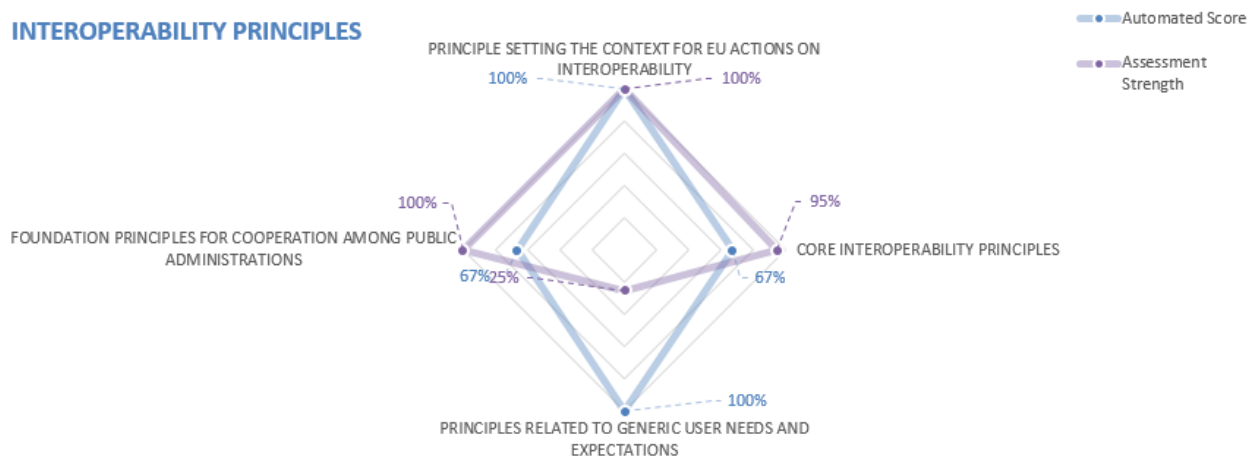 INTEROPERABILITY PRINCIPLES
Automated Score
Assessment
Strength
PRINCIPLE SETTING THE CONTEXT FOR EU ACTIONS ON
INTEROPERABILITY
100%
100%
100%
95%
FOUNDATION PRINCIPLES FOR COOPERATION AMONG PUBLIC
ADMINISTRATIONS
CORE INTEROPERABILITY PRINCIPLES
67%
25%
67%
100%
PRINCIPLES RELATED TO GENERIC USER NEEDS AND
EXPECTATIONS